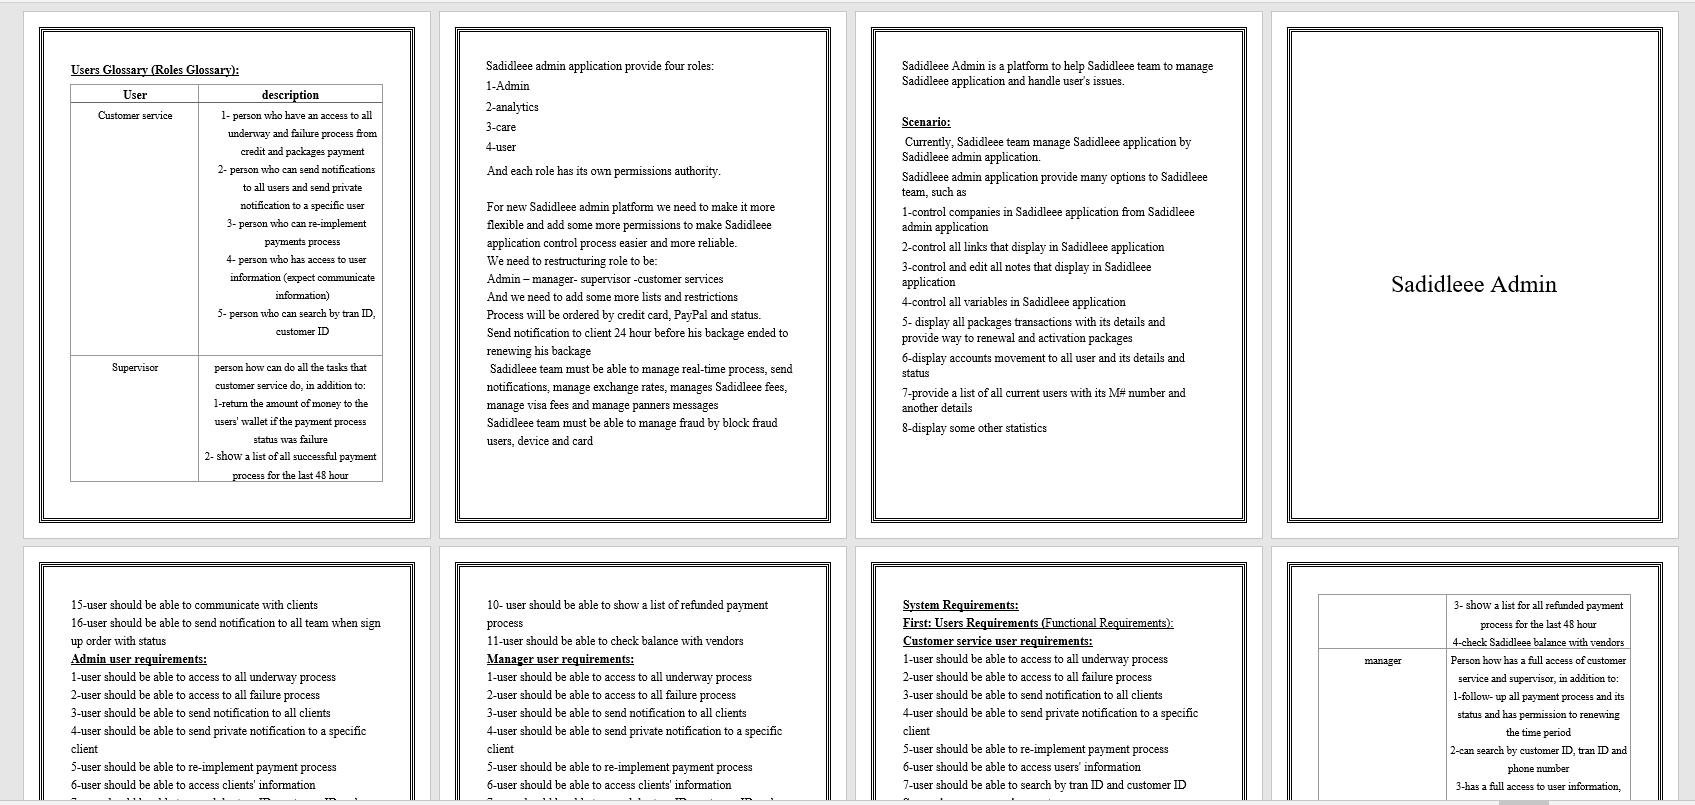 Sadidleee Admin
Sadidleee Admin is a platform to help Sadidleee team to manage
Sadidleee application and handle user's issues.
Scenario:
Currently, Sadidleee team manage Sadidleee application by
Sadidleee admin application.
Sadidleee admin application provide many options to Sadidleee
team, such as
1-control companies in Sadidleee application from Sadidleee
admin application
2-control all links that display in Sadidleee application
3-control and edit all notes that display in Sadidleee
application
4-control all variables in Sadidleee application
5- display all packages transactions with its details and
provide way to renewal and activation packages
6-display accounts movement to all user and its details and
status
7-provide a list of all current users with its M# number and
another details
8-display some other statistics
Sadidleee admin application provide four roles:
1-Admin
2-analytics
3-care
4-user
And each role has its own permissions authority.
For new Sadidleee admin platform we need to make it more
flexible and add some more permissions to make Sadidleee
application control process easier and more reliable.
We need to restructuring role to be:
Admin – manager- supervisor -customer services
And we need to add some more lists and restrictions
Process will be ordered by credit card, PayPal and status.
Send notification to client 24 hour before his backage ended to
renewing his backage
Sadidleee team must be able to manage real-time process, send
notifications, manage exchange rates, manages Sadidleee fees,
manage visa fees and manage panners messages
Sadidleee team must be able to manage fraud by block fraud
users, device and card
Users Glossary (Roles Glossary):
User description
Customer service
1- person who have an access to all
underway and failure process from
credit and packages payment
2- person who can send notifications
to all users and send private
notification to a specific user
3- person who can re-implement
payments process
4- person who has access to user
information (expect communicate
information)
5- person who can search by tran ID,
customer ID
Supervisor
person how can do all the tasks that
customer service do, in addition to:
1-return the amount of money to the
users' wallet if the payment process
status was failure
2- show a list of all successful payment
process for the last 48 hour
3- show a list for all refunded payment
process for the last 48 hour
4-check Sadidleee balance with vendors
manager
Person how has a full access of customer
service and supervisor, in addition to:
1-follow- up all payment process and its
status and has permission to renewing
the time period
2-can search by customer ID, tran ID and
phone number
3-has a full access to user information,
System Requirements:
First: Users Requirements (Functional Requirements):
Customer service user requirements:
1-user should be able to access to all underway process
2-user should be able to access to all failure process
3-user should be able to send notification to all clients
4-user should be able to send private notification to a specific
client
5-user should be able to re-implement payment process
6-user should be able to access users' information
7-user should be able to search by tran ID and customer ID
10- user should be able to show a list of refunded payment
process
11-user should be able to check balance with vendors
Manager user requirements:
1-user should be able to access to all underway process
2-user should be able to access to all failure process
3-user should be able to send notification to all clients
4-user should be able to send private notification to a specific
client
5-user should be able to re-implement payment process
6-user should be able to access clients' information
15-user should be able to communicate with clients
16-user should be able to send notification to all team when sign
up order with status
Admin user requirements:
1-user should be able to access to all underway process
2-user should be able to access to all failure process
3-user should be able to send notification to all clients
4-user should be able to send private notification to a specific
client
5-user should be able to re-implement payment process
6-user should be able to access clients' information